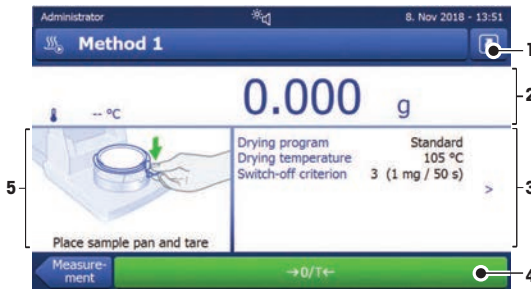 Administrator
8. Nov 2018 - 13:51
Method 1
1
2
-- °C
0.000 g
Drying program Standard
Drying temperature 105 °C
Switch-off criterion 3 (1 mg / 50 s)
>
3
5
Place sample pan and tare
Measure-
ment
→0/T←
4